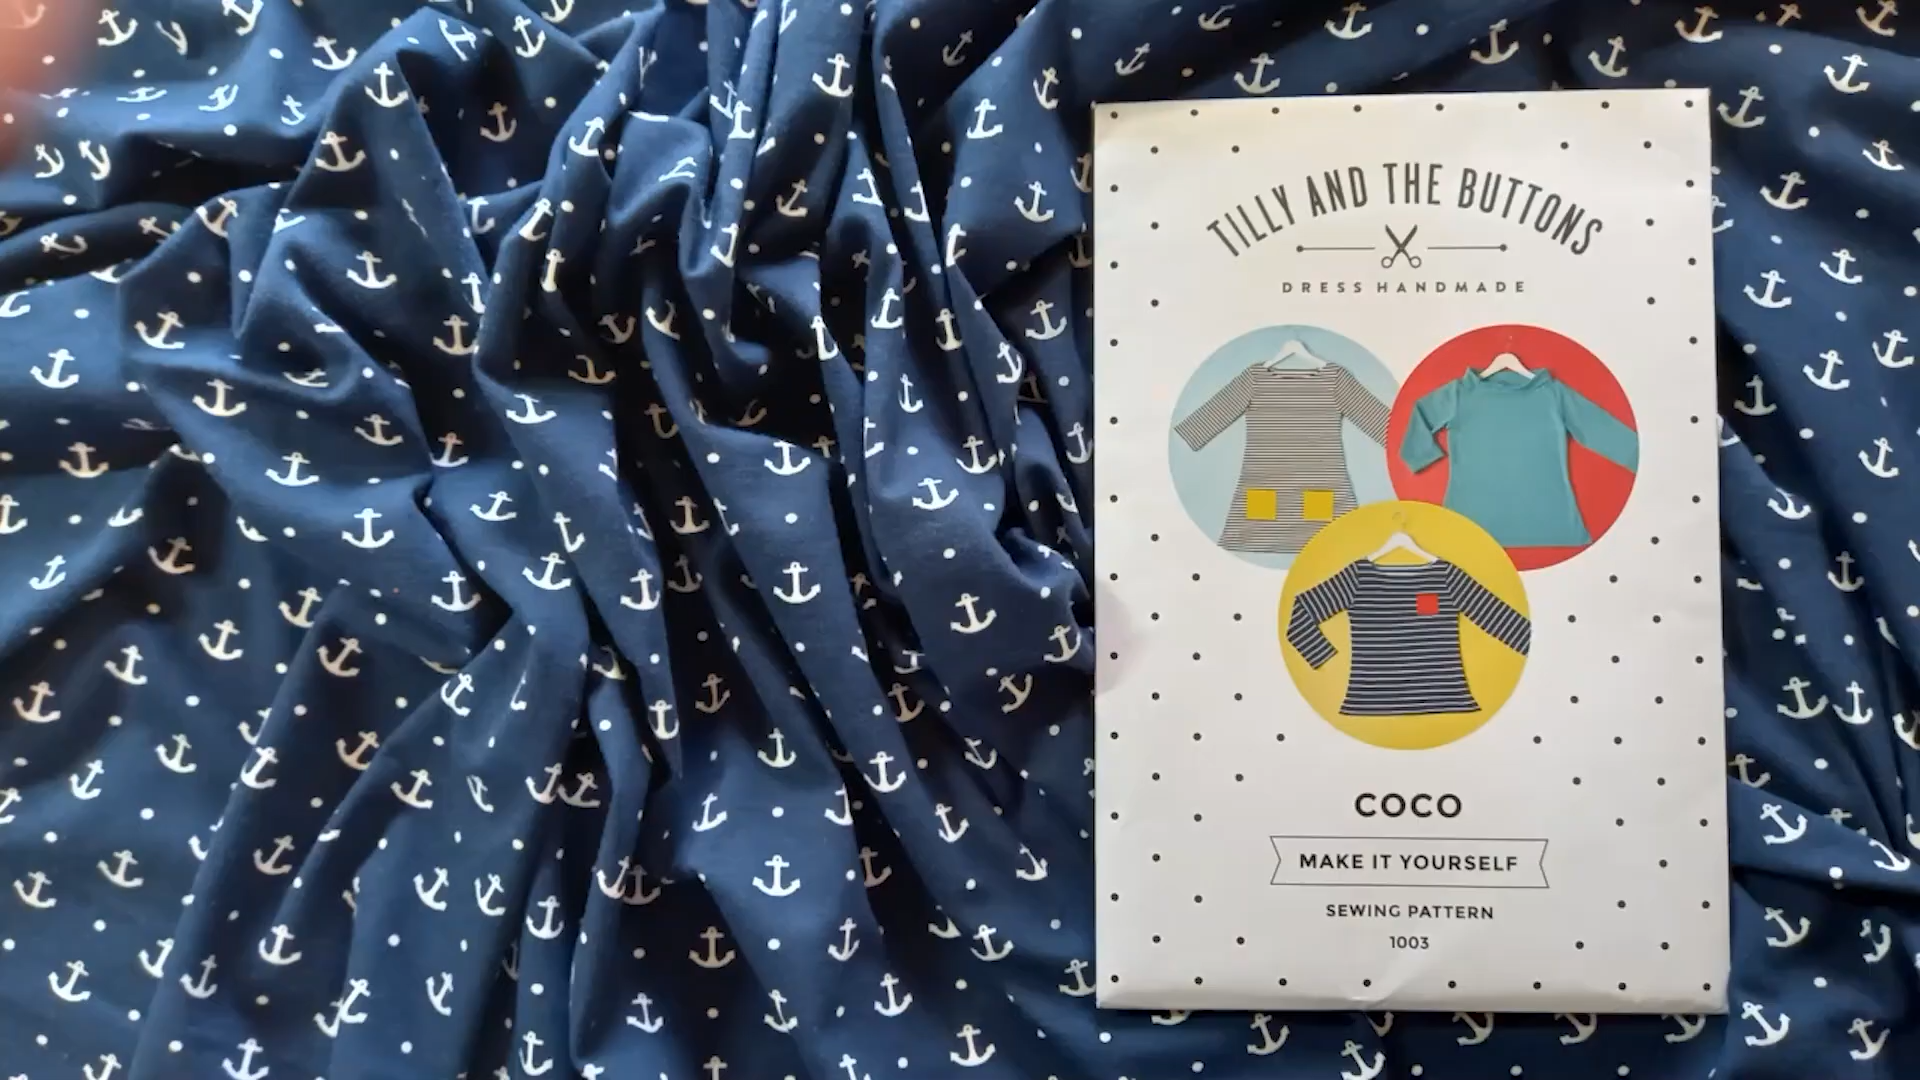 TILLY AND THE BUTTONS
DRESS HANDMADE
COCO
MAKE IT YOURSELF
SEWING PATTERN
1003